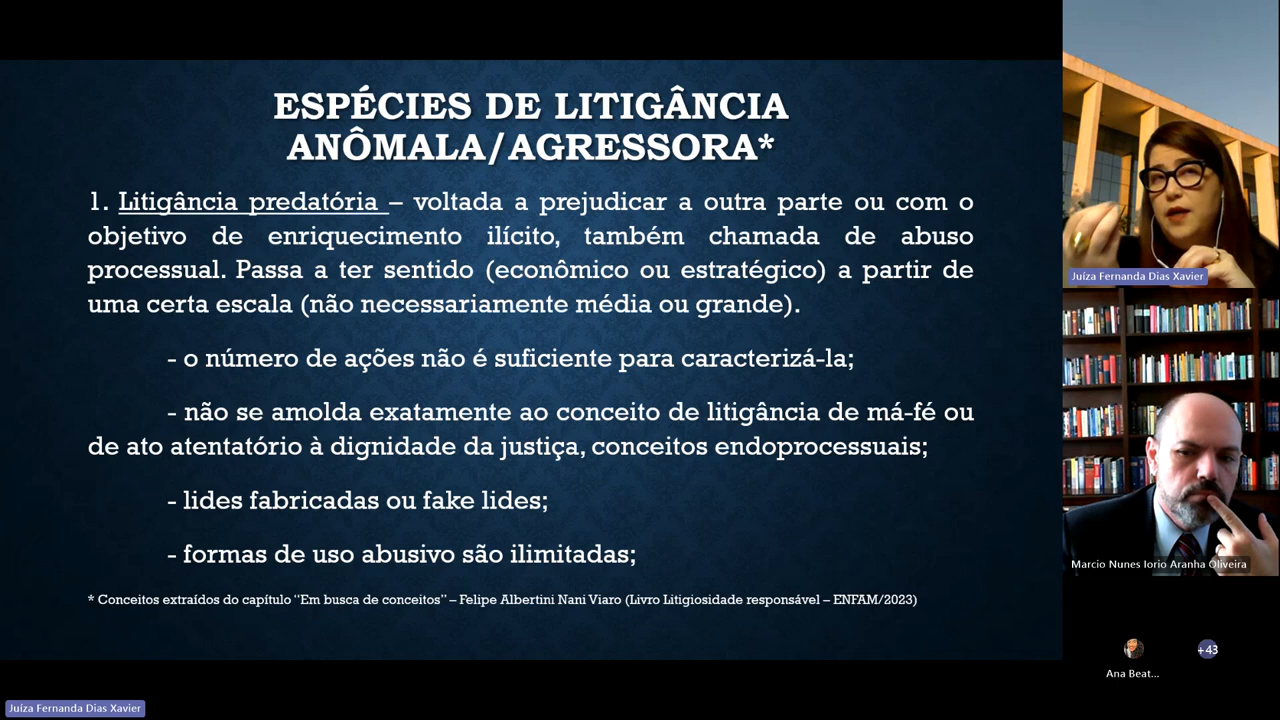 ESPÉCIES DE LITIGÂNCIA
ANÔMALA/AGRESSORA*
1. Litigância predatória – voltada a prejudicar a outra parte ou com o
objetivo de enriquecimento ilícito, também chamada de abuso
processual. Passa a ter sentido (econômico ou estratégico) a partir de
uma certa escala (não necessariamente média ou grande).
- o número de ações não é suficiente para caracterizá-la;
- não se amolda exatamente ao conceito de litigância de má-fé ou
de ato atentatório à dignidade da justiça, conceitos endoprocessuais;
- lides fabricadas ou fake lides;
- formas de uso abusivo são ilimitadas;
* Conceitos extraídos do capítulo “Em busca de conceitos” – Felipe Albertini Nani Viaro (Livro Litigiosidade responsável – ENFAM/2023)
Juíza Fernanda Dias Xavier
Marcio Nunes Iorio Aranha Oliveira
+43
Ana Beat...
Juíza Fernanda Dias Xavier